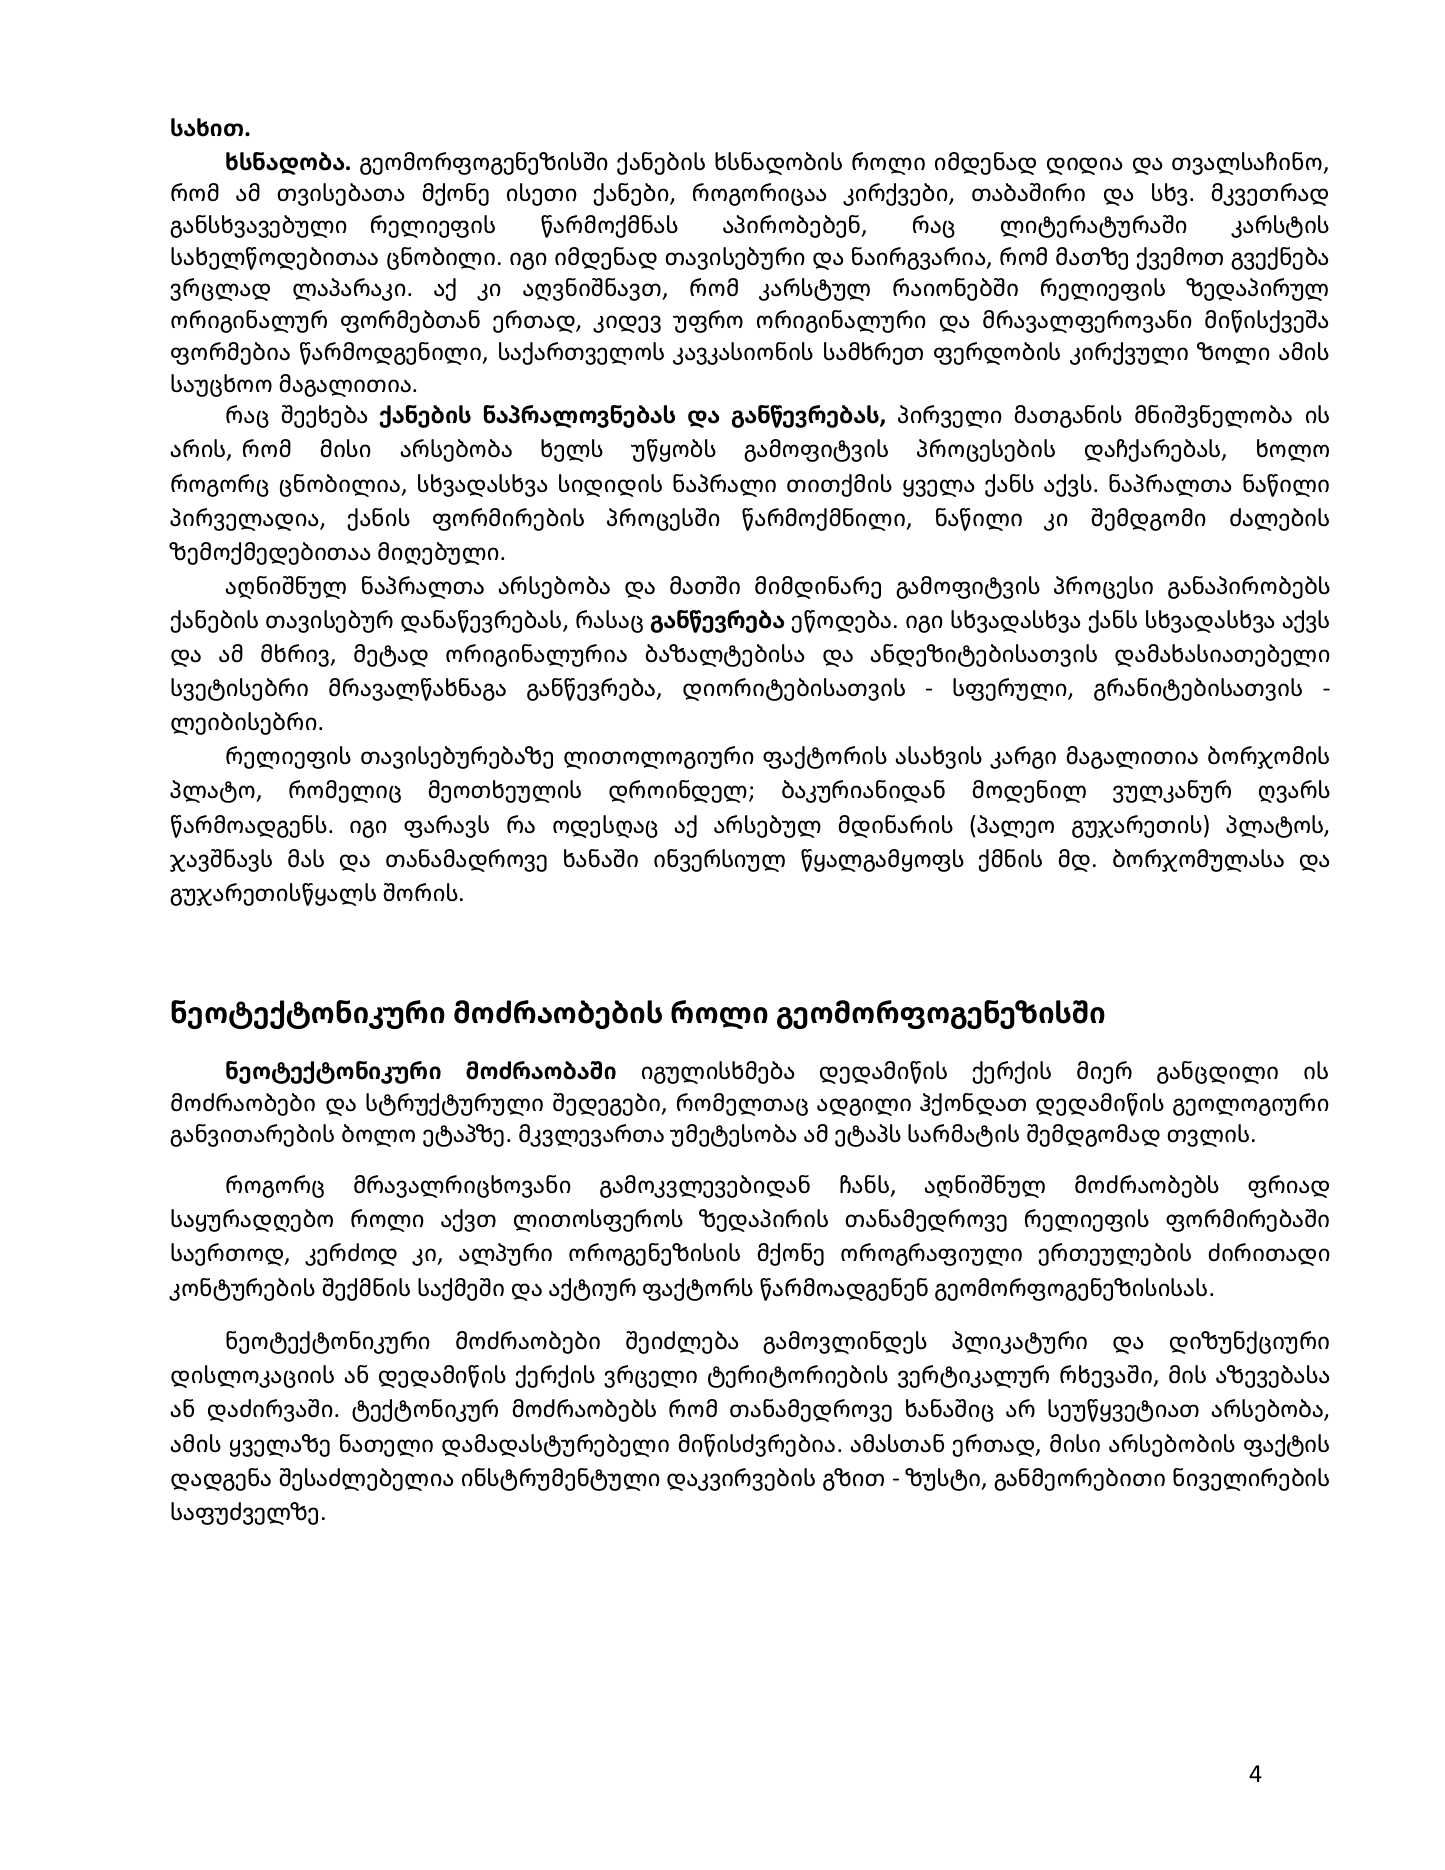 სახით.
ხსნადობა. გეომორფოგენეზისში ქანების ხსნადობის როლი იმდენად დიდია და თვალსაჩინო,
რომ ამ თვისებათა მქონე ისეთი ქანები, როგორიცაა კირქვები, თაბაშირი და სხვ. მკვეთრად
განსხვავებული რელიეფის წარმოქმნას აპირობებენ, რაც ლიტერატურაში კარსტის
სახელწოდებითაა ცნობილი. იგი იმდენად თავისებური და ნაირგვარია, რომ მათზე ქვემოთ გვექნება
ვრცლად ლაპარაკი. აქ კი აღვნიშნავთ, რომ კარსტულ რაიონებში რელიეფის ზედაპირულ
ორიგინალურ ფორმებთან ერთად, კიდევ უფრო ორიგინალური და მრავალფეროვანი მიწისქვეშა
ფორმებია წარმოდგენილი, საქართველოს კავკასიონის სამხრეთ ფერდობის კირქვული ზოლი ამის
საუცხოო მაგალითია.
რაც შეეხება ქანების ნაპრალოვნებას და განწევრებას, პირველი მათგანის მნიშვნელობა ის
არის, რომ მისი არსებობა ხელს უწყობს გამოფიტვის პროცესების დაჩქარებას, ხოლო
როგორც ცნობილია, სხვადასხვა სიდიდის ნაპრალი თითქმის ყველა ქანს აქვს. ნაპრალთა ნაწილი
პირველადია, ქანის ფორმირების პროცესში წარმოქმნილი, ნაწილი კი შემდგომი ძალების
ზემოქმედებითაა მიღებული.
აღნიშნულ ნაპრალთა არსებობა და მათში მიმდინარე გამოფიტვის პროცესი განაპირობებს
ქანების თავისებურ დანაწევრებას, რასაც განწევრება ეწოდება. იგი სხვადასხვა ქანს სხვადასხვა აქვს
და ამ მხრივ, მეტად ორიგინალურია ბაზალტებისა და ანდეზიტებისათვის დამახასიათებელი
სვეტისებრი მრავალწახნაგა განწევრება, დიორიტებისათვის - სფერული, გრანიტებისათვის -
ლეიბისებრი.
რელიეფის თავისებურებაზე ლითოლოგიური ფაქტორის ასახვის კარგი მაგალითია ბორჯომის
პლატო, რომელიც მეოთხეულის დროინდელ; ბაკურიანიდან მოდენილ ვულკანურ ღვარს
წარმოადგენს. იგი ფარავს რა ოდესღაც აქ არსებულ მდინარის (პალეო გუჯარეთის) პლატოს,
ჯავშნავს მას და თანამადროვე ხანაში ინვერსიულ წყალგამყოფს ქმნის მდ. ბორჯომულასა და
გუჯარეთისწყალს შორის.
ნეოტექტონიკური მოძრაობების როლი გეომორფოგენეზისში
ნეოტექტონიკური მოძრაობაში იგულისხმება დედამიწის ქერქის მიერ განცდილი ის
მოძრაობები და სტრუქტურული შედეგები, რომელთაც ადგილი ჰქონდათ დედამიწის გეოლოგიური
განვითარების ბოლო ეტაპზე. მკვლევართა უმეტესობა ამ ეტაპს სარმატის შემდგომად თვლის.
როგორც მრავალრიცხოვანი გამოკვლევებიდან ჩანს, აღნიშნულ მოძრაობებს ფრიად
საყურადღებო როლი აქვთ ლითოსფეროს ზედაპირის თანამედროვე რელიეფის ფორმირებაში
საერთოდ, კერძოდ კი, ალპური ოროგენეზისის მქონე ოროგრაფიული ერთეულების ძირითადი
კონტურების შექმნის საქმეში და აქტიურ ფაქტორს წარმოადგენენ გეომორფოგენეზისისას.
ნეოტექტონიკური მოძრაობები შეიძლება გამოვლინდეს პლიკატური და დიზუნქციური
დისლოკაციის ან დედამიწის ქერქის ვრცელი ტერიტორიების ვერტიკალურ რხევაში, მის აზევებასა
ან დაძირვაში. ტექტონიკურ მოძრაობებს რომ თანამედროვე ხანაშიც არ სეუწყვეტიათ არსებობა,
ამის ყველაზე ნათელი დამადასტურებელი მიწისძვრებია. ამასთან ერთად, მისი არსებობის ფაქტის
დადგენა შესაძლებელია ინსტრუმენტული დაკვირვების გზით - ზუსტი, განმეორებითი ნიველირების
საფუძველზე.
4